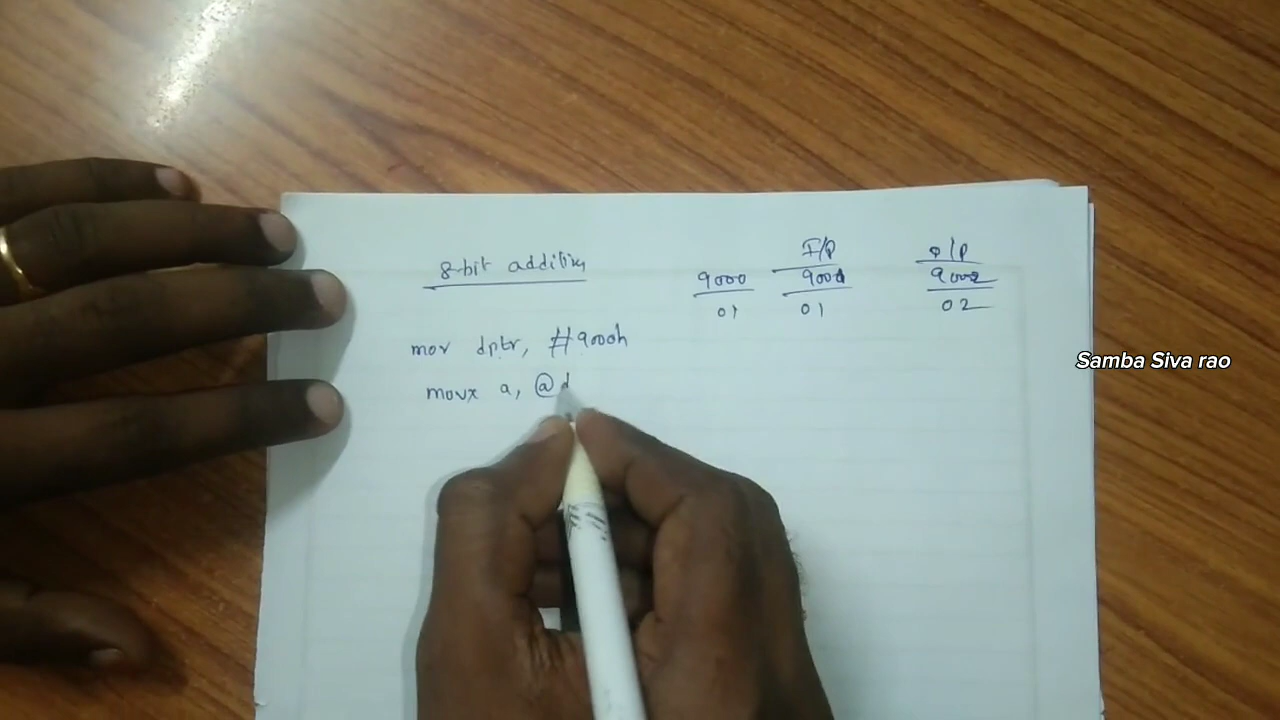 8-bit addition
I/P
O/P
9000 9001 9002
01 01 02
mov dptr, #9000h
movx a, @d
Samba Siva rao